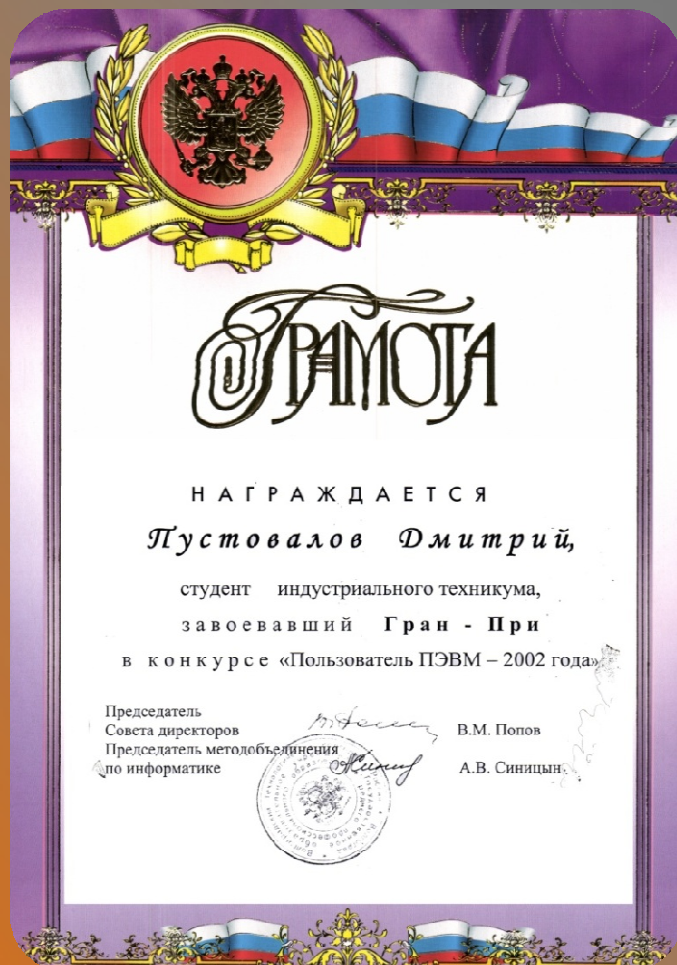 ГРАМОТА
НАГРАЖДАЕТСЯ
Пустовалов Дмитрий,
студент индустриального техникума,
завоевавший Гран - При
в конкурсе «Пользователь ПЭВМ – 2002 года»
Председатель
Совета директоров В.М. Попов
Председатель методобъединения
по информатике А.В. Синицын